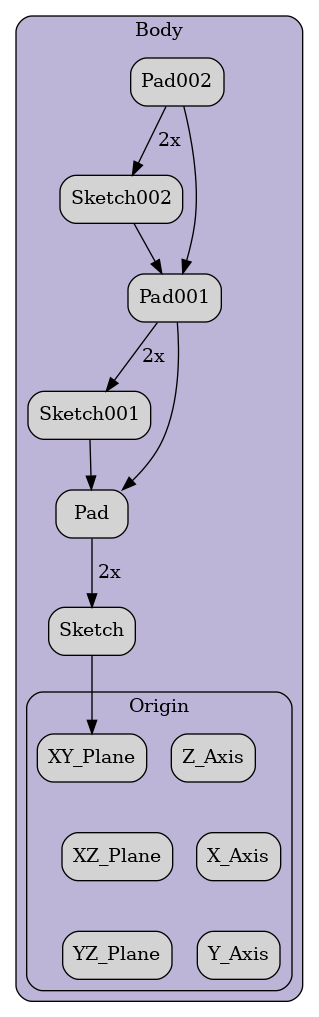 Body
Pad002
2x
Sketch002
Pad001
2x
Sketch001
Pad
2x
Sketch
Origin
XY_Plane
Z_Axis
XZ_Plane
X_Axis
YZ_Plane
Y_Axis